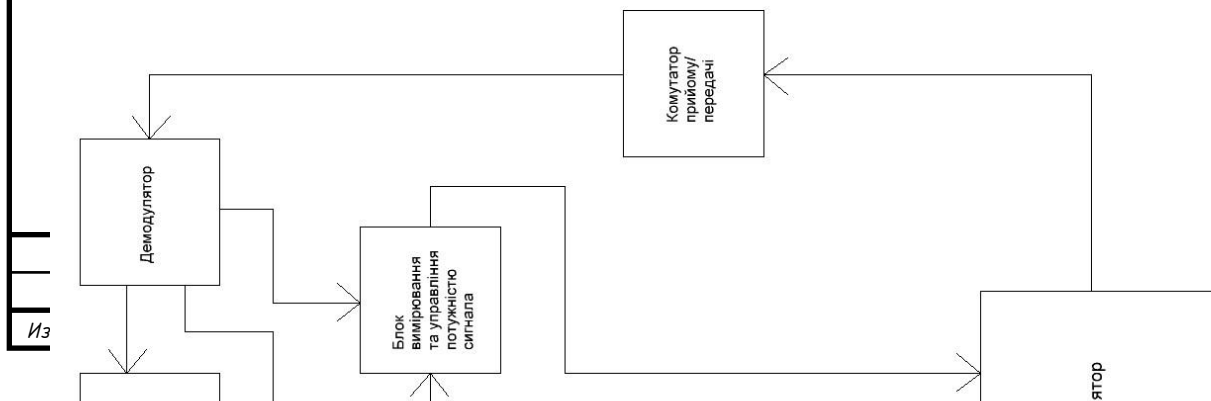 Комутатор
прийому/
передачі
Демодулятор
Блок
вимірювання
та управління
потужністю
сигнала
Из
ятор